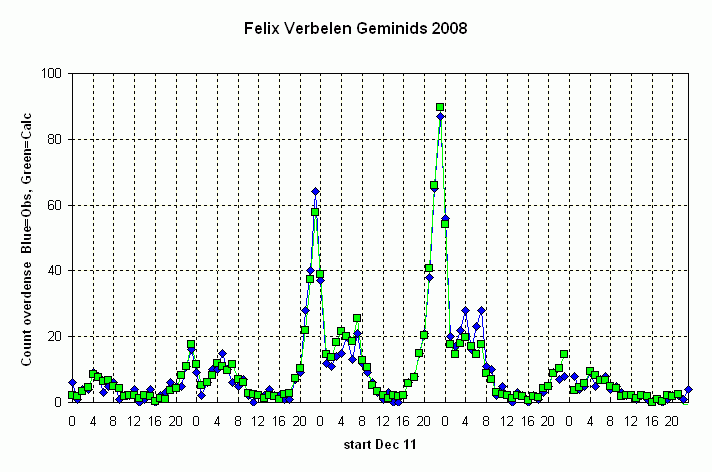 Felix Verbelen Geminids 2008
100
80
60
40
20
0
Count overdense Blue=Obs, Green=Calc
0 4 8 12 16 20 0 4 8 12 16 20 0 4 8 12 16 20 0 4 8 12 16 20 0 4 8 12 16 20
start Dec 11